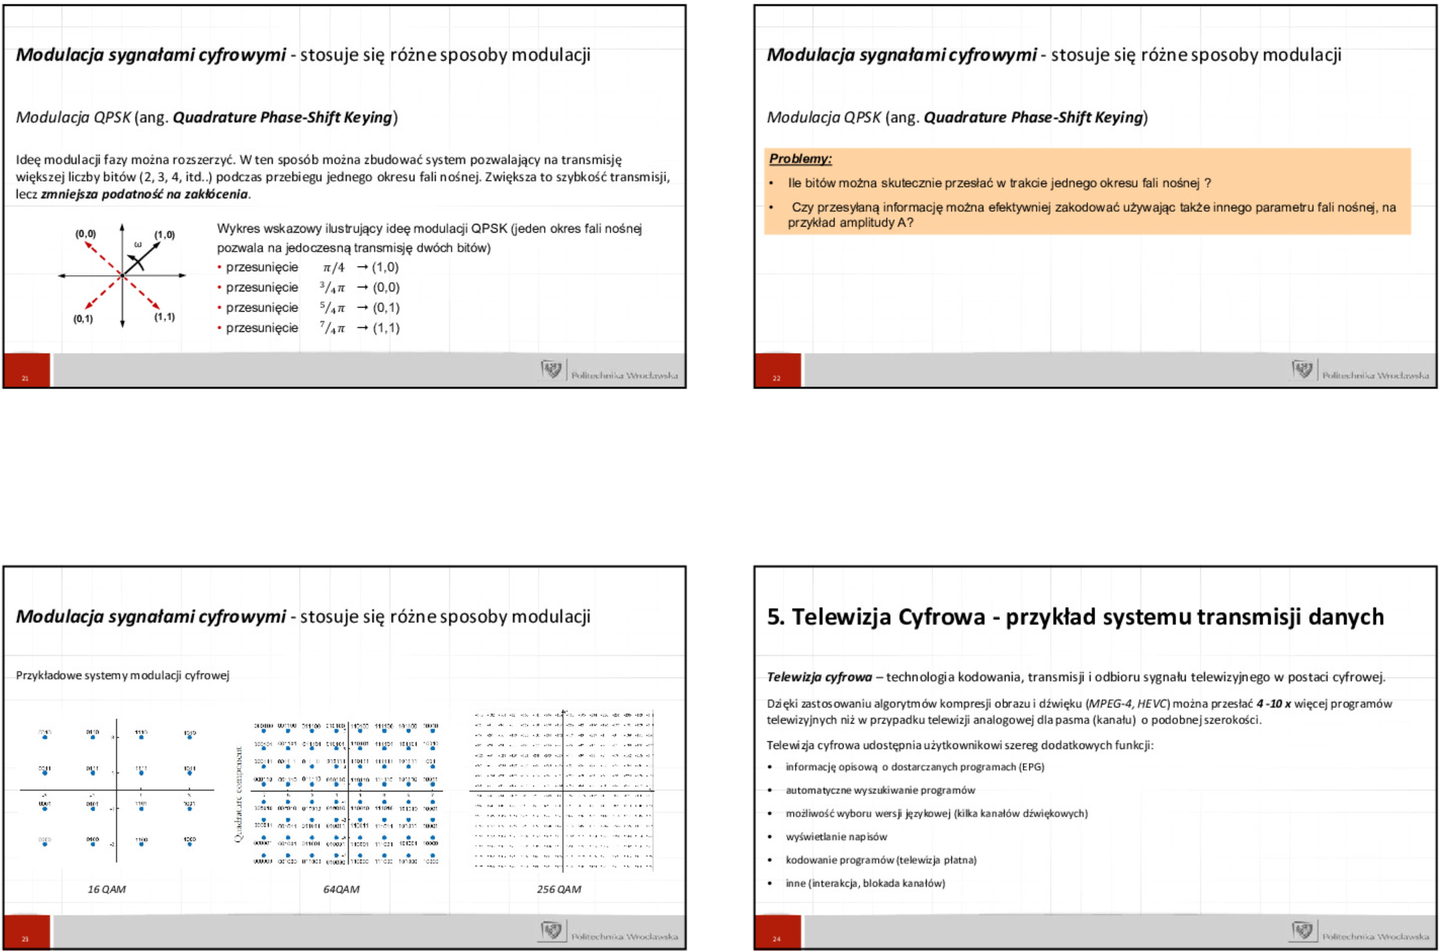 Modulacja sygnałami cyfrowymi - stosuje się różne sposoby modulacji
Modulacja QPSK (ang. Quadrature Phase-Shift Keying)
Ideę modulacji fazy można rozszerzyć. W ten sposób można zbudować system pozwalający na transmisję
większej liczby bitów (2, 3, 4, itd..) podczas przebiegu jednego okresu fali nośnej. Zwiększa to szybkość transmisji,
lecz zmniejsza podatność na zakłócenia.
(0,0)
(1,0)
ω
(0,1)
(1,1)
Wykres wskazowy ilustrujący ideę modulacji QPSK (jeden okres fali nośnej
pozwala na jedoczesną transmisję dwóch bitów)
• przesunięcie π/4 → (1,0)
• przesunięcie 3/4 π → (0,0)
• przesunięcie 5/4 π → (0,1)
• przesunięcie 7/4 π → (1,1)
21
Politechnika Wrocławska
Modulacja sygnałami cyfrowymi - stosuje się różne sposoby modulacji
Modulacja QPSK (ang. Quadrature Phase-Shift Keying)
Problemy:
• Ile bitów można skutecznie przesłać w trakcie jednego okresu fali nośnej ?
• Czy przesyłaną informację można efektywniej zakodować używając także innego parametru fali nośnej, na
przykład amplitudy A?
22
Politechnika Wrocławska
Modulacja sygnałami cyfrowymi - stosuje się różne sposoby modulacji
Przykładowe systemy modulacji cyfrowej
Quadrature component
16 QAM
64QAM
256 QAM
23
Politechnika Wrocławska
5. Telewizja Cyfrowa - przykład systemu transmisji danych
Telewizja cyfrowa – technologia kodowania, transmisji i odbioru sygnału telewizyjnego w postaci cyfrowej.
Dzięki zastosowaniu algorytmów kompresji obrazu i dźwięku (MPEG-4, HEVC) można przesłać 4 -10 x więcej programów
telewizyjnych niż w przypadku telewizji analogowej dla pasma (kanału) o podobnej szerokości.
Telewizja cyfrowa udostępnia użytkownikowi szereg dodatkowych funkcji:
• informację opisową o dostarczanych programach (EPG)
• automatyczne wyszukiwanie programów
• możliwość wyboru wersji językowej (kilka kanałów dźwiękowych)
• wyświetlanie napisów
• kodowanie programów (telewizja płatna)
• inne (interakcja, blokada kanałów)
24
Politechnika Wrocławska